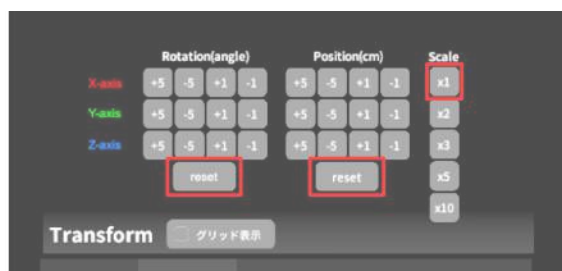 Rotation(angle) Position(cm) Scale
X-axis +5 -5 +1 -1 +5 -5 +1 -1 x1
Y-axis +5 -5 +1 -1 +5 -5 +1 -1 x2
Z-axis +5 -5 +1 -1 +5 -5 +1 -1 x3
reset reset x5
x10
Transform グリッド表示